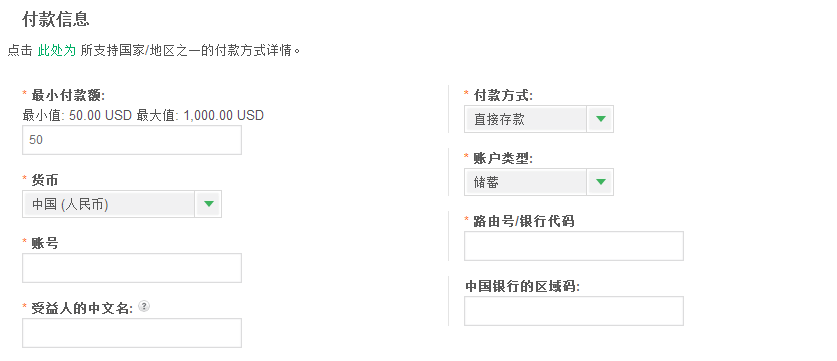 付款信息
点击 此处为 所支持国家/地区之一的付款方式详情。
* 最小付款额:
最小值: 50.00 USD 最大值: 1,000.00 USD
50
* 货币
中国 (人民币)
* 账号
* 受益人的中文名: ?
* 付款方式:
直接存款
* 账户类型:
储蓄
* 路由号/银行代码
中国银行的区域码: